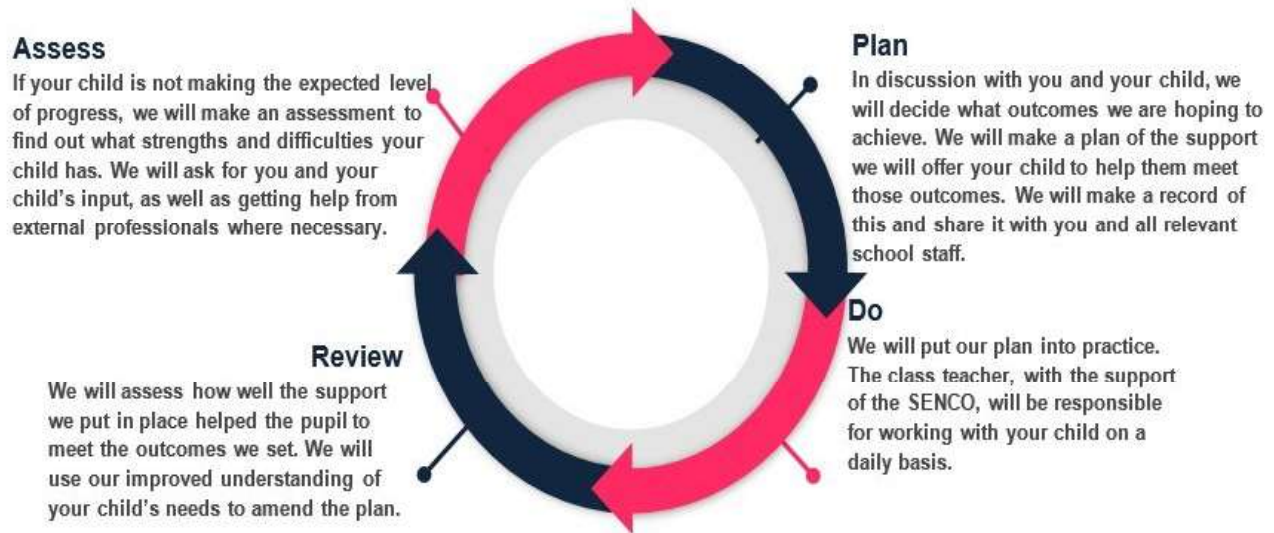 Assess
If your child is not making the expected level
of progress, we will make an assessment to
find out what strengths and difficulties your
child has. We will ask for you and your
child's input, as well as getting help from
external professionals where necessary.
Plan
In discussion with you and your child, we
will decide what outcomes we are hoping to
achieve. We will make a plan of the support
we will offer your child to help them meet
those outcomes. We will make a record of
this and share it with you and all relevant
school staff.
Do
We will put our plan into practice.
The class teacher, with the support
of the SENCO, will be responsible
for working with your child on a
daily basis.
Review
We will assess how well the support
we put in place helped the pupil to
meet the outcomes we set. We will
use our improved understanding of
your child's needs to amend the plan.